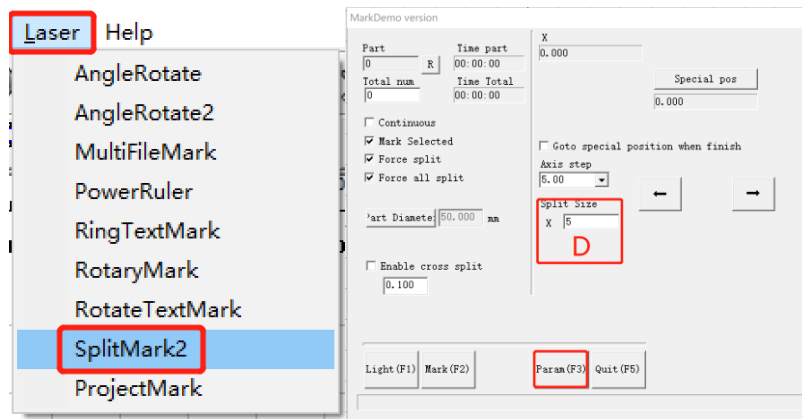 Laser Help
AngleRotate
AngleRotate2
MultiFileMark
PowerRuler
RingTextMark
RotaryMark
RotateTextMark
SplitMark2
ProjectMark
MarkDemo version
Part Time part
0 R 00:00:00
Total num Time Total
0 00:00:00
Continuous
Mark Selected
Force split
Force all split
Part Diamete: 50.000 mm
Enable cross split
0.100
X
0.000
Special pos
0.000
Goto special position when finish
Axis step
5.00
← →
Split Size
X 5
D
Light(F1) Mark(F2) Param(F3) Quit(F5)